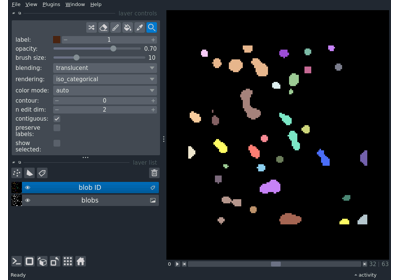 File View Plugins Window Help
layer controls
label: 1
opacity: 0.70
brush size: 10
blending: translucent
rendering: iso_categorical
color mode: auto
contour: 0
n edit dim: 2
contiguous:
preserve
labels:
show
selected:
layer list
blob ID
blobs
32 63
Ready
activity